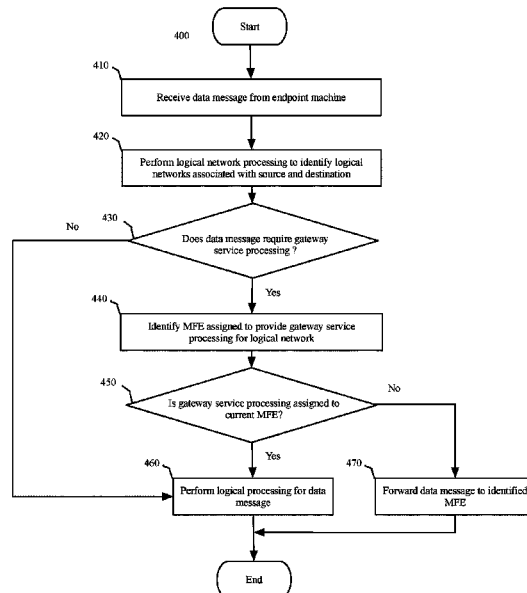 400
Start
410
Receive data message from endpoint machine
420
Perform logical network processing to identify logical
networks associated with source and destination
430
No
Does data message require gateway
service processing ?
Yes
440
Identify MFE assigned to provide gateway service
processing for logical network
450
No
Is gateway service processing assigned to
current MFE?
Yes
460
Perform logical processing for data
message
470
Forward data message to identified
MFE
End